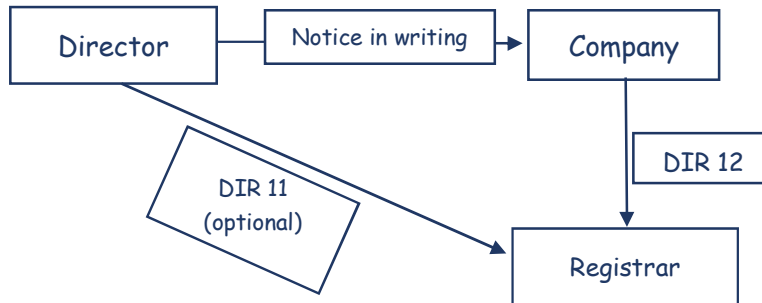 Director
Notice in writing
Company
DIR 12
DIR 11
(optional)
Registrar